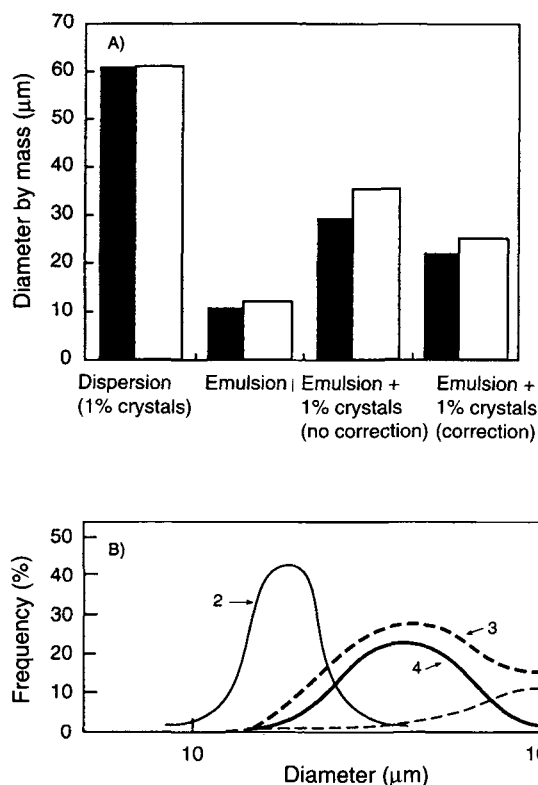 A)
Diameter by mass (µm)
70
60
50
40
30
20
10
0
Dispersion
(1% crystals)
Emulsion
Emulsion +
1% crystals
(no correction)
Emulsion +
1% crystals
(correction)
B)
Frequency (%)
50
40
30
20
10
0
2
3
4
10
10
Diameter (µm)